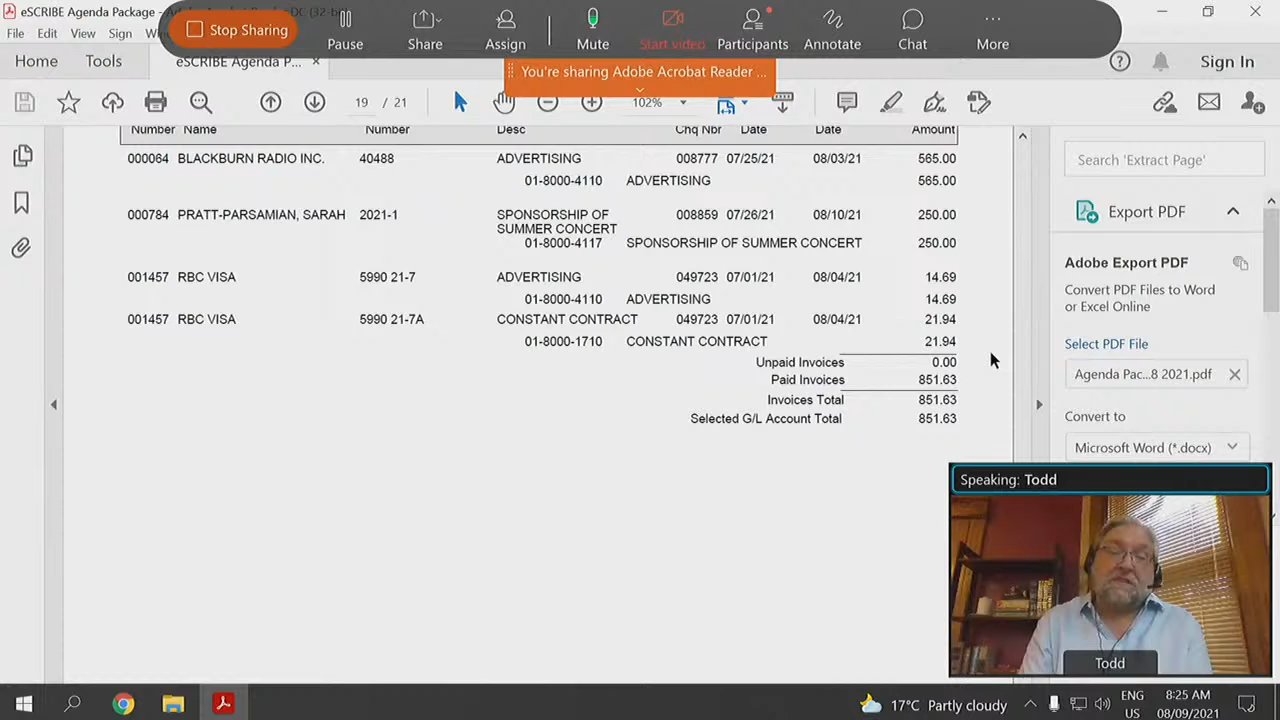 eSCRIBE Agenda Package -
Stop Sharing
Pause
Share
Assign
Mute
Start video
Participants
Annotate
Chat
More
File Edit View Sign
You're sharing Adobe Acrobat Reader ...
Home Tools eSCRIBE Agenda P... × Sign In
19 / 21 102%
Number Name Number Desc Chq Nbr Date Date Amount
000064 BLACKBURN RADIO INC. 40488 ADVERTISING 008777 07/25/21 08/03/21 565.00
01-8000-4110 ADVERTISING 565.00
000784 PRATT-PARSAMIAN, SARAH 2021-1 SPONSORSHIP OF 008859 07/26/21 08/10/21 250.00
SUMMER CONCERT
01-8000-4117 SPONSORSHIP OF SUMMER CONCERT 250.00
001457 RBC VISA 5990 21-7 ADVERTISING 049723 07/01/21 08/04/21 14.69
01-8000-4110 ADVERTISING 14.69
001457 RBC VISA 5990 21-7A CONSTANT CONTRACT 049723 07/01/21 08/04/21 21.94
01-8000-1710 CONSTANT CONTRACT 21.94
Unpaid Invoices 0.00
Paid Invoices 851.63
Invoices Total 851.63
Selected G/L Account Total 851.63
Search 'Extract Page'
Export PDF
Adobe Export PDF
Convert PDF Files to Word
or Excel Online
Select PDF File
Agenda Pac...8 2021.pdf
Convert to
Microsoft Word (*.docx)
Speaking: Todd
Todd
17°C Partly cloudy
ENG
US
8:25 AM
08/09/2021